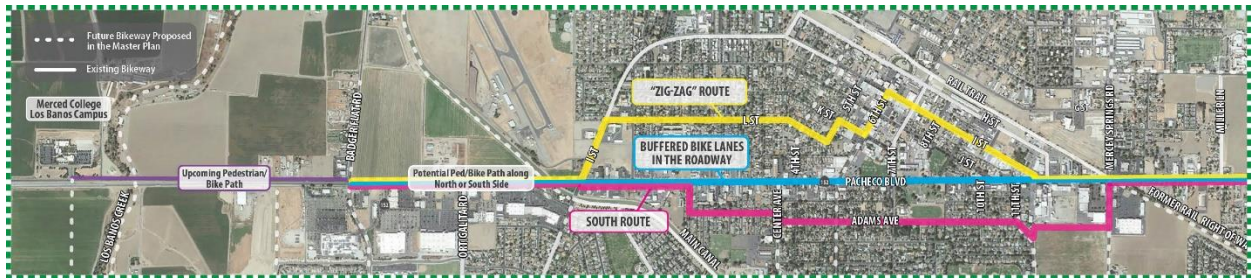 Future Bikeway Proposed
in the Master Plan
Existing Bikeway
Merced College
Los Banos Campus
Upcoming Pedestrian/
Bike Path
LOS BANOS CREEK
BADGER FLAT RD
Potential Ped/Bike Path along
North or South Side
ORTIGALITA RD
I ST
"ZIG-ZAG" ROUTE
L ST
K ST
5TH ST
6TH ST
BUFFERED BIKE LANES
IN THE ROADWAY
4TH ST
7TH ST
8TH ST
J ST
I ST
H ST
RAIL TRAIL
G ST
MERCEY SPRINGS RD
MILLER LN
PACHECO BLVD
SOUTH ROUTE
MAIN CANAL
CENTER AVE
ADAMS AVE
10TH ST
11TH ST
FORMER RAIL RIGHT OF W